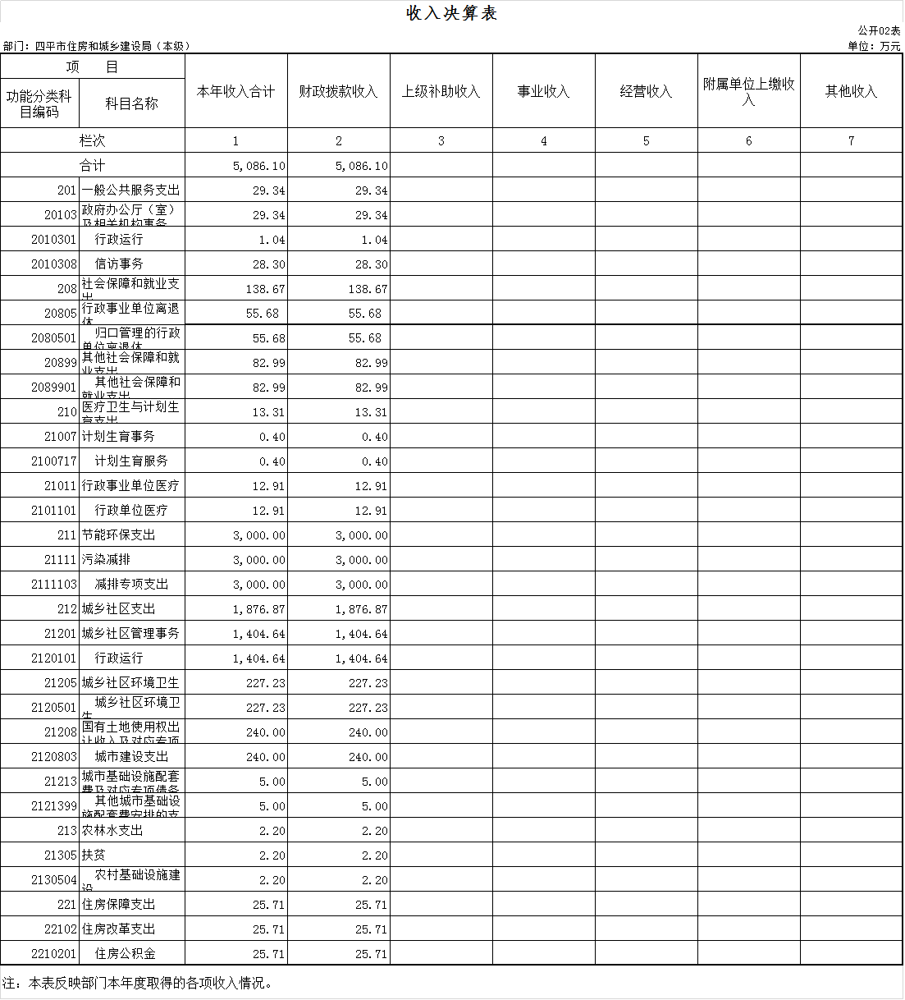 收入决算表
公开02表
部门：四平市住房和城乡建设局（本级） 单位：万元
项 目 本年收入合计 财政拨款收入 上级补助收入 事业收入 经营收入 附属单位上缴收入 其他收入
功能分类科目编码 科目名称
栏次 1 2 3 4 5 6 7
合计 5,086.10 5,086.10
201 一般公共服务支出 29.34 29.34
20103 政府办公厅（室）及相关机构事务 29.34 29.34
2010301 行政运行 1.04 1.04
2010308 信访事务 28.30 28.30
208 社会保障和就业支出 138.67 138.67
20805 行政事业单位离退休 55.68 55.68
2080501 归口管理的行政单位离退休 55.68 55.68
20899 其他社会保障和就业支出 82.99 82.99
2089901 其他社会保障和就业支出 82.99 82.99
210 医疗卫生与计划生育支出 13.31 13.31
21007 计划生育事务 0.40 0.40
2100717 计划生育服务 0.40 0.40
21011 行政事业单位医疗 12.91 12.91
2101101 行政单位医疗 12.91 12.91
211 节能环保支出 3,000.00 3,000.00
21111 污染减排 3,000.00 3,000.00
2111103 减排专项支出 3,000.00 3,000.00
212 城乡社区支出 1,876.87 1,876.87
21201 城乡社区管理事务 1,404.64 1,404.64
2120101 行政运行 1,404.64 1,404.64
21205 城乡社区环境卫生 227.23 227.23
2120501 城乡社区环境卫生 227.23 227.23
21208 国有土地使用权出让收入及对应专项 240.00 240.00
2120803 城市建设支出 240.00 240.00
21213 城市基础设施配套费及对应专项债务 5.00 5.00
2121399 其他城市基础设施配套费安排的支 5.00 5.00
213 农林水支出 2.20 2.20
21305 扶贫 2.20 2.20
2130504 农村基础设施建设 2.20 2.20
221 住房保障支出 25.71 25.71
22102 住房改革支出 25.71 25.71
2210201 住房公积金 25.71 25.71
注：本表反映部门本年度取得的各项收入情况。